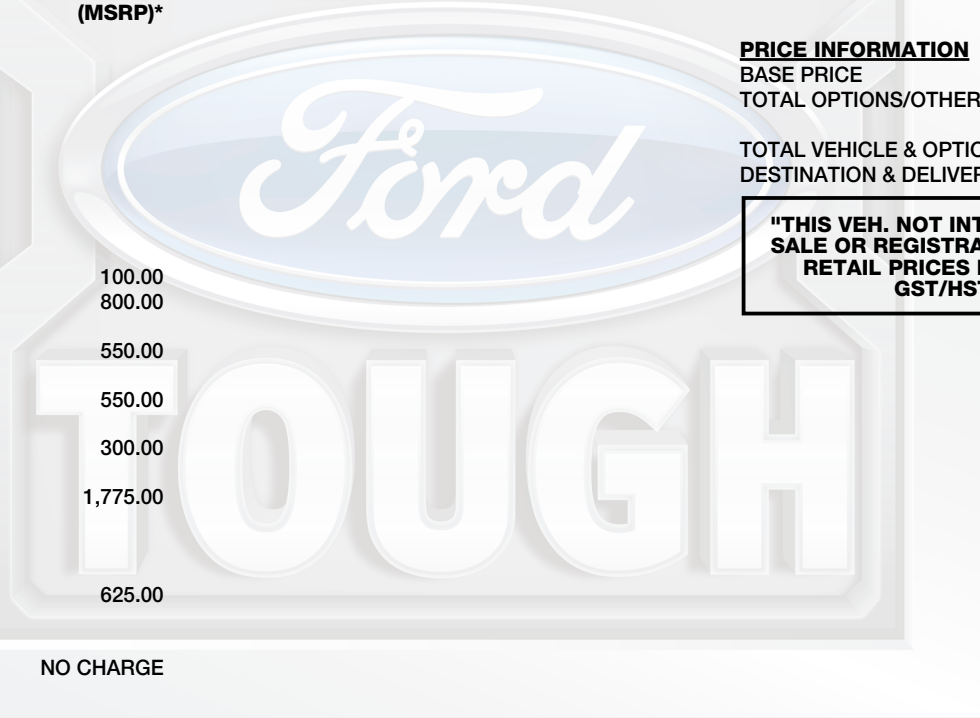 (MSRP)*
100.00
800.00
550.00
550.00
300.00
1,775.00
625.00
NO CHARGE
PRICE INFORMATION
BASE PRICE
TOTAL OPTIONS/OTHER
TOTAL VEHICLE & OPTIO
DESTINATION & DELIVER
"THIS VEH. NOT INT
SALE OR REGISTRA
RETAIL PRICES
GST/HST
Ford
TOUGH